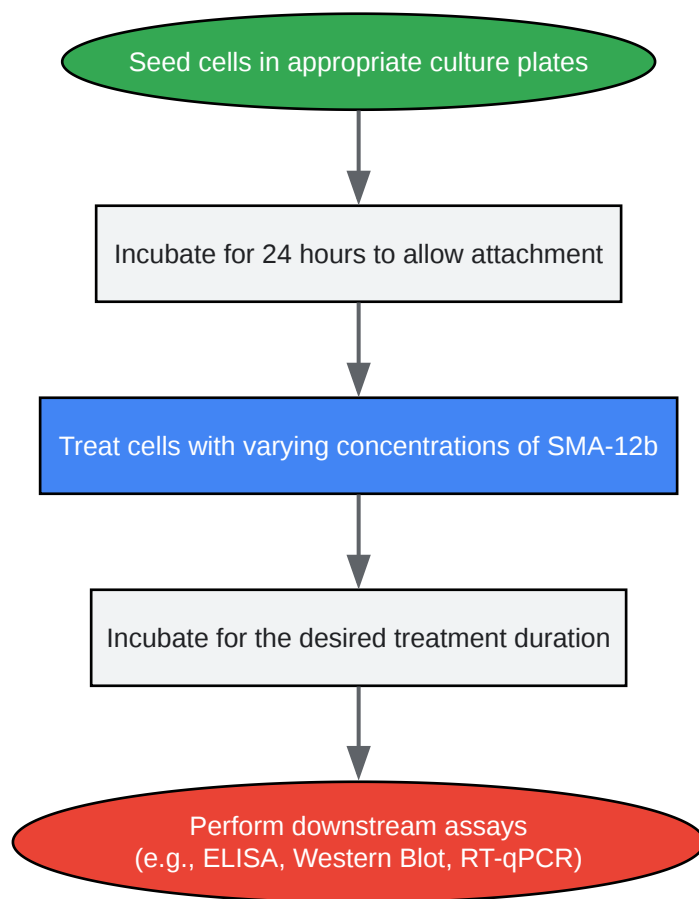 Seed cells in appropriate culture plates
Incubate for 24 hours to allow attachment
Treat cells with varying concentrations of SMA-12b
Incubate for the desired treatment duration
Perform downstream assays
(e.g., ELISA, Western Blot, RT-qPCR)